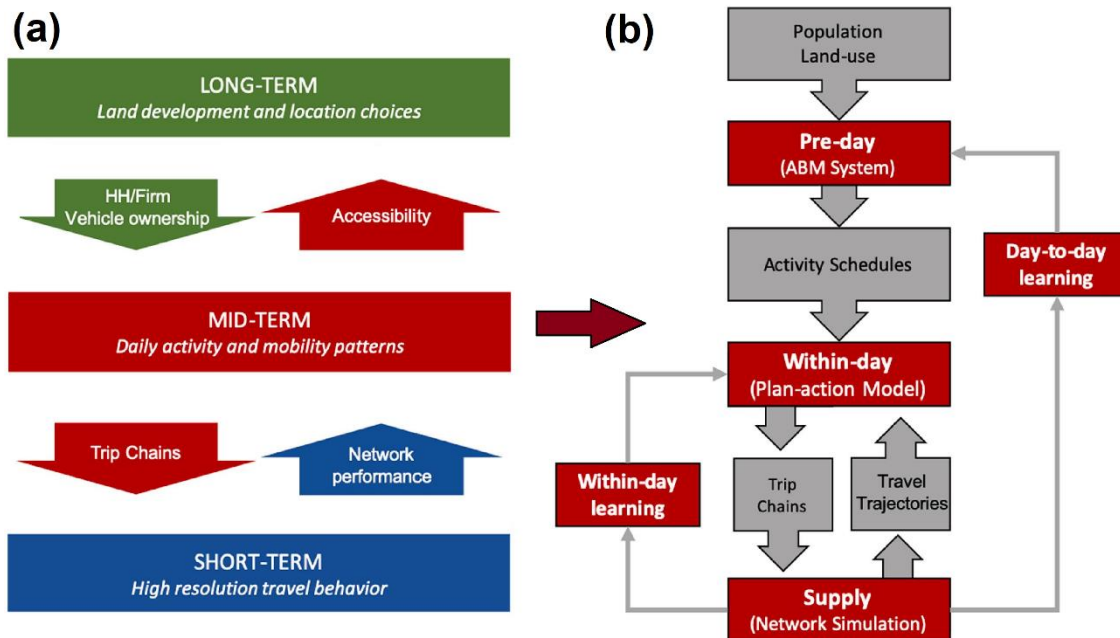 (a)
LONG-TERM
Land development and location choices
HH/Firm
Vehicle ownership
Accessibility
MID-TERM
Daily activity and mobility patterns
Trip Chains
Network
performance
SHORT-TERM
High resolution travel behavior
(b)
Population
Land-use
Pre-day
(ABM System)
Activity Schedules
Day-to-day
learning
Within-day
(Plan-action Model)
Within-day
learning
Trip
Chains
Travel
Trajectories
Supply
(Network Simulation)